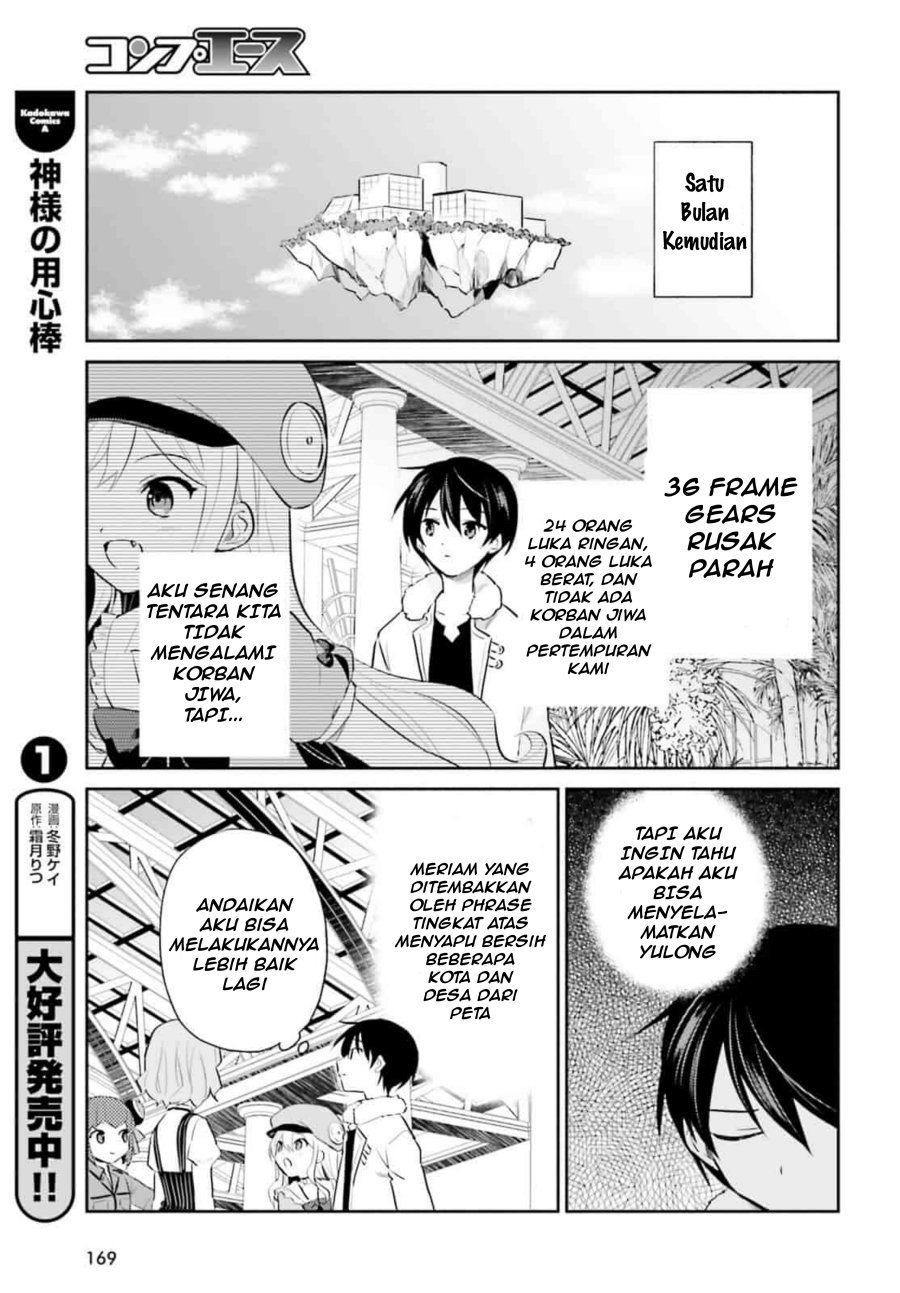 コンプ・エース
Kadokawa
Comics
A
神様の用心棒
1
漫画:冬野ケイ
原作:霜月りつ
大好評発売中!!
Satu
Bulan
Kemudian
36 FRAME
GEARS
RUSAK
PARAH
24 ORANG
LUKA RINGAN,
4 ORANG LUKA
BERAT, DAN
TIDAK ADA
KORBAN JIWA
DALAM
PERTEMPURAN
KAMI
AKU SENANG
TENTARA KITA
TIDAK
MENGALAMI
KORBAN
JIWA,
TAPI...
TAPI AKU
INGIN TAHU
APAKAH AKU
BISA
MENYELA-
MATKAN
YULONG
MERIAM YANG
DITEMBAKKAN
OLEH PHRASE
TINGKAT ATAS
MENYAPU BERSIH
BEBERAPA
KOTA DAN
DESA DARI
PETA
ANDAIKAN
AKU BISA
MELAKUKANNYA
LEBIH BAIK
LAGI
169